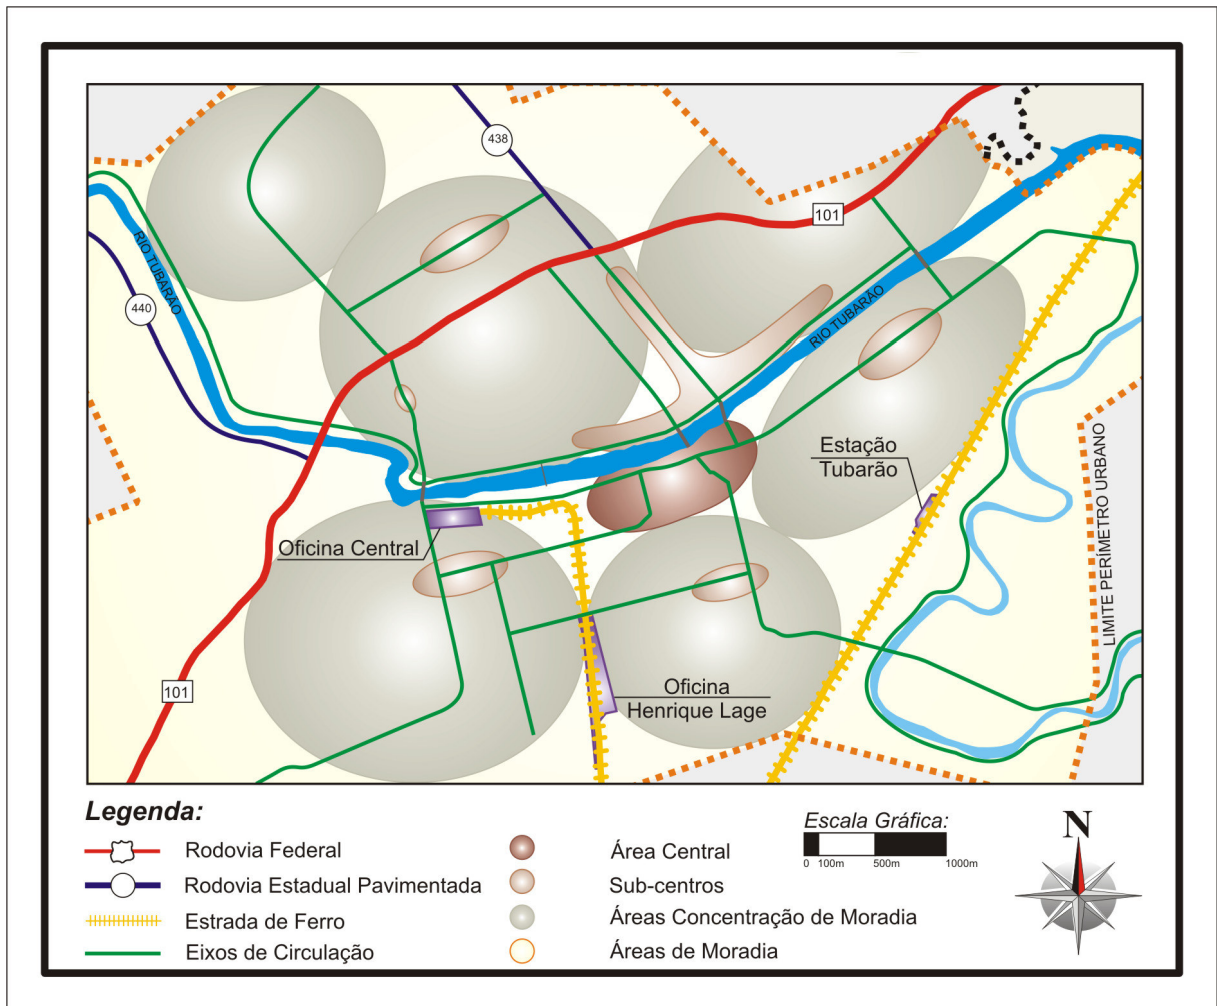 438
101
RIO TUBARÃO
440
RIO TUBARÃO
Estação
Tubarão
LIMITE PERÍMETRO URBANO
Oficina Central
101
Oficina
Henrique Lage
Legenda:
Rodovia Federal
Rodovia Estadual Pavimentada
Estrada de Ferro
Eixos de Circulação
Área Central
Sub-centros
Áreas Concentração de Moradia
Áreas de Moradia
Escala Gráfica:
0 100m 500m 1000m
N